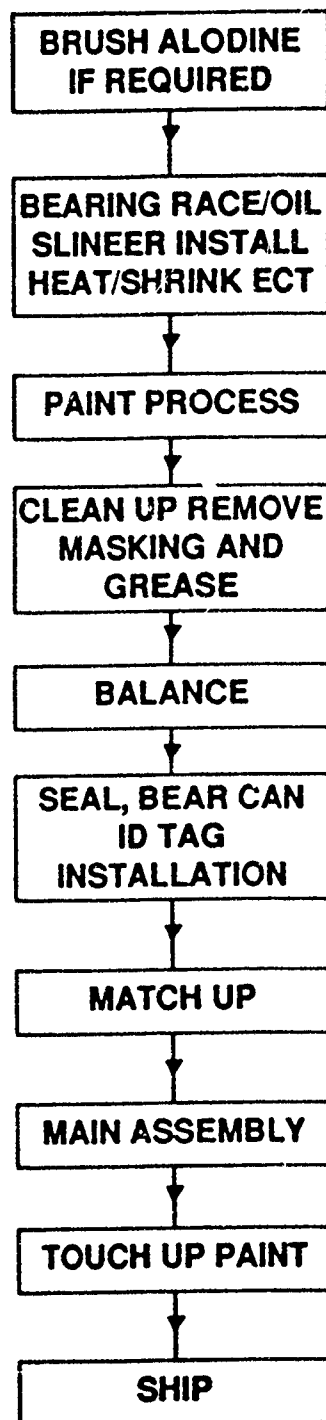 BRUSH ALODINE
IF REQUIRED
BEARING RACE/OIL
SLINEER INSTALL
HEAT/SHRINK ECT
PAINT PROCESS
CLEAN UP REMOVE
MASKING AND
GREASE
BALANCE
SEAL, BEAR CAN
ID TAG
INSTALLATION
MATCH UP
MAIN ASSEMBLY
TOUCH UP PAINT
SHIP